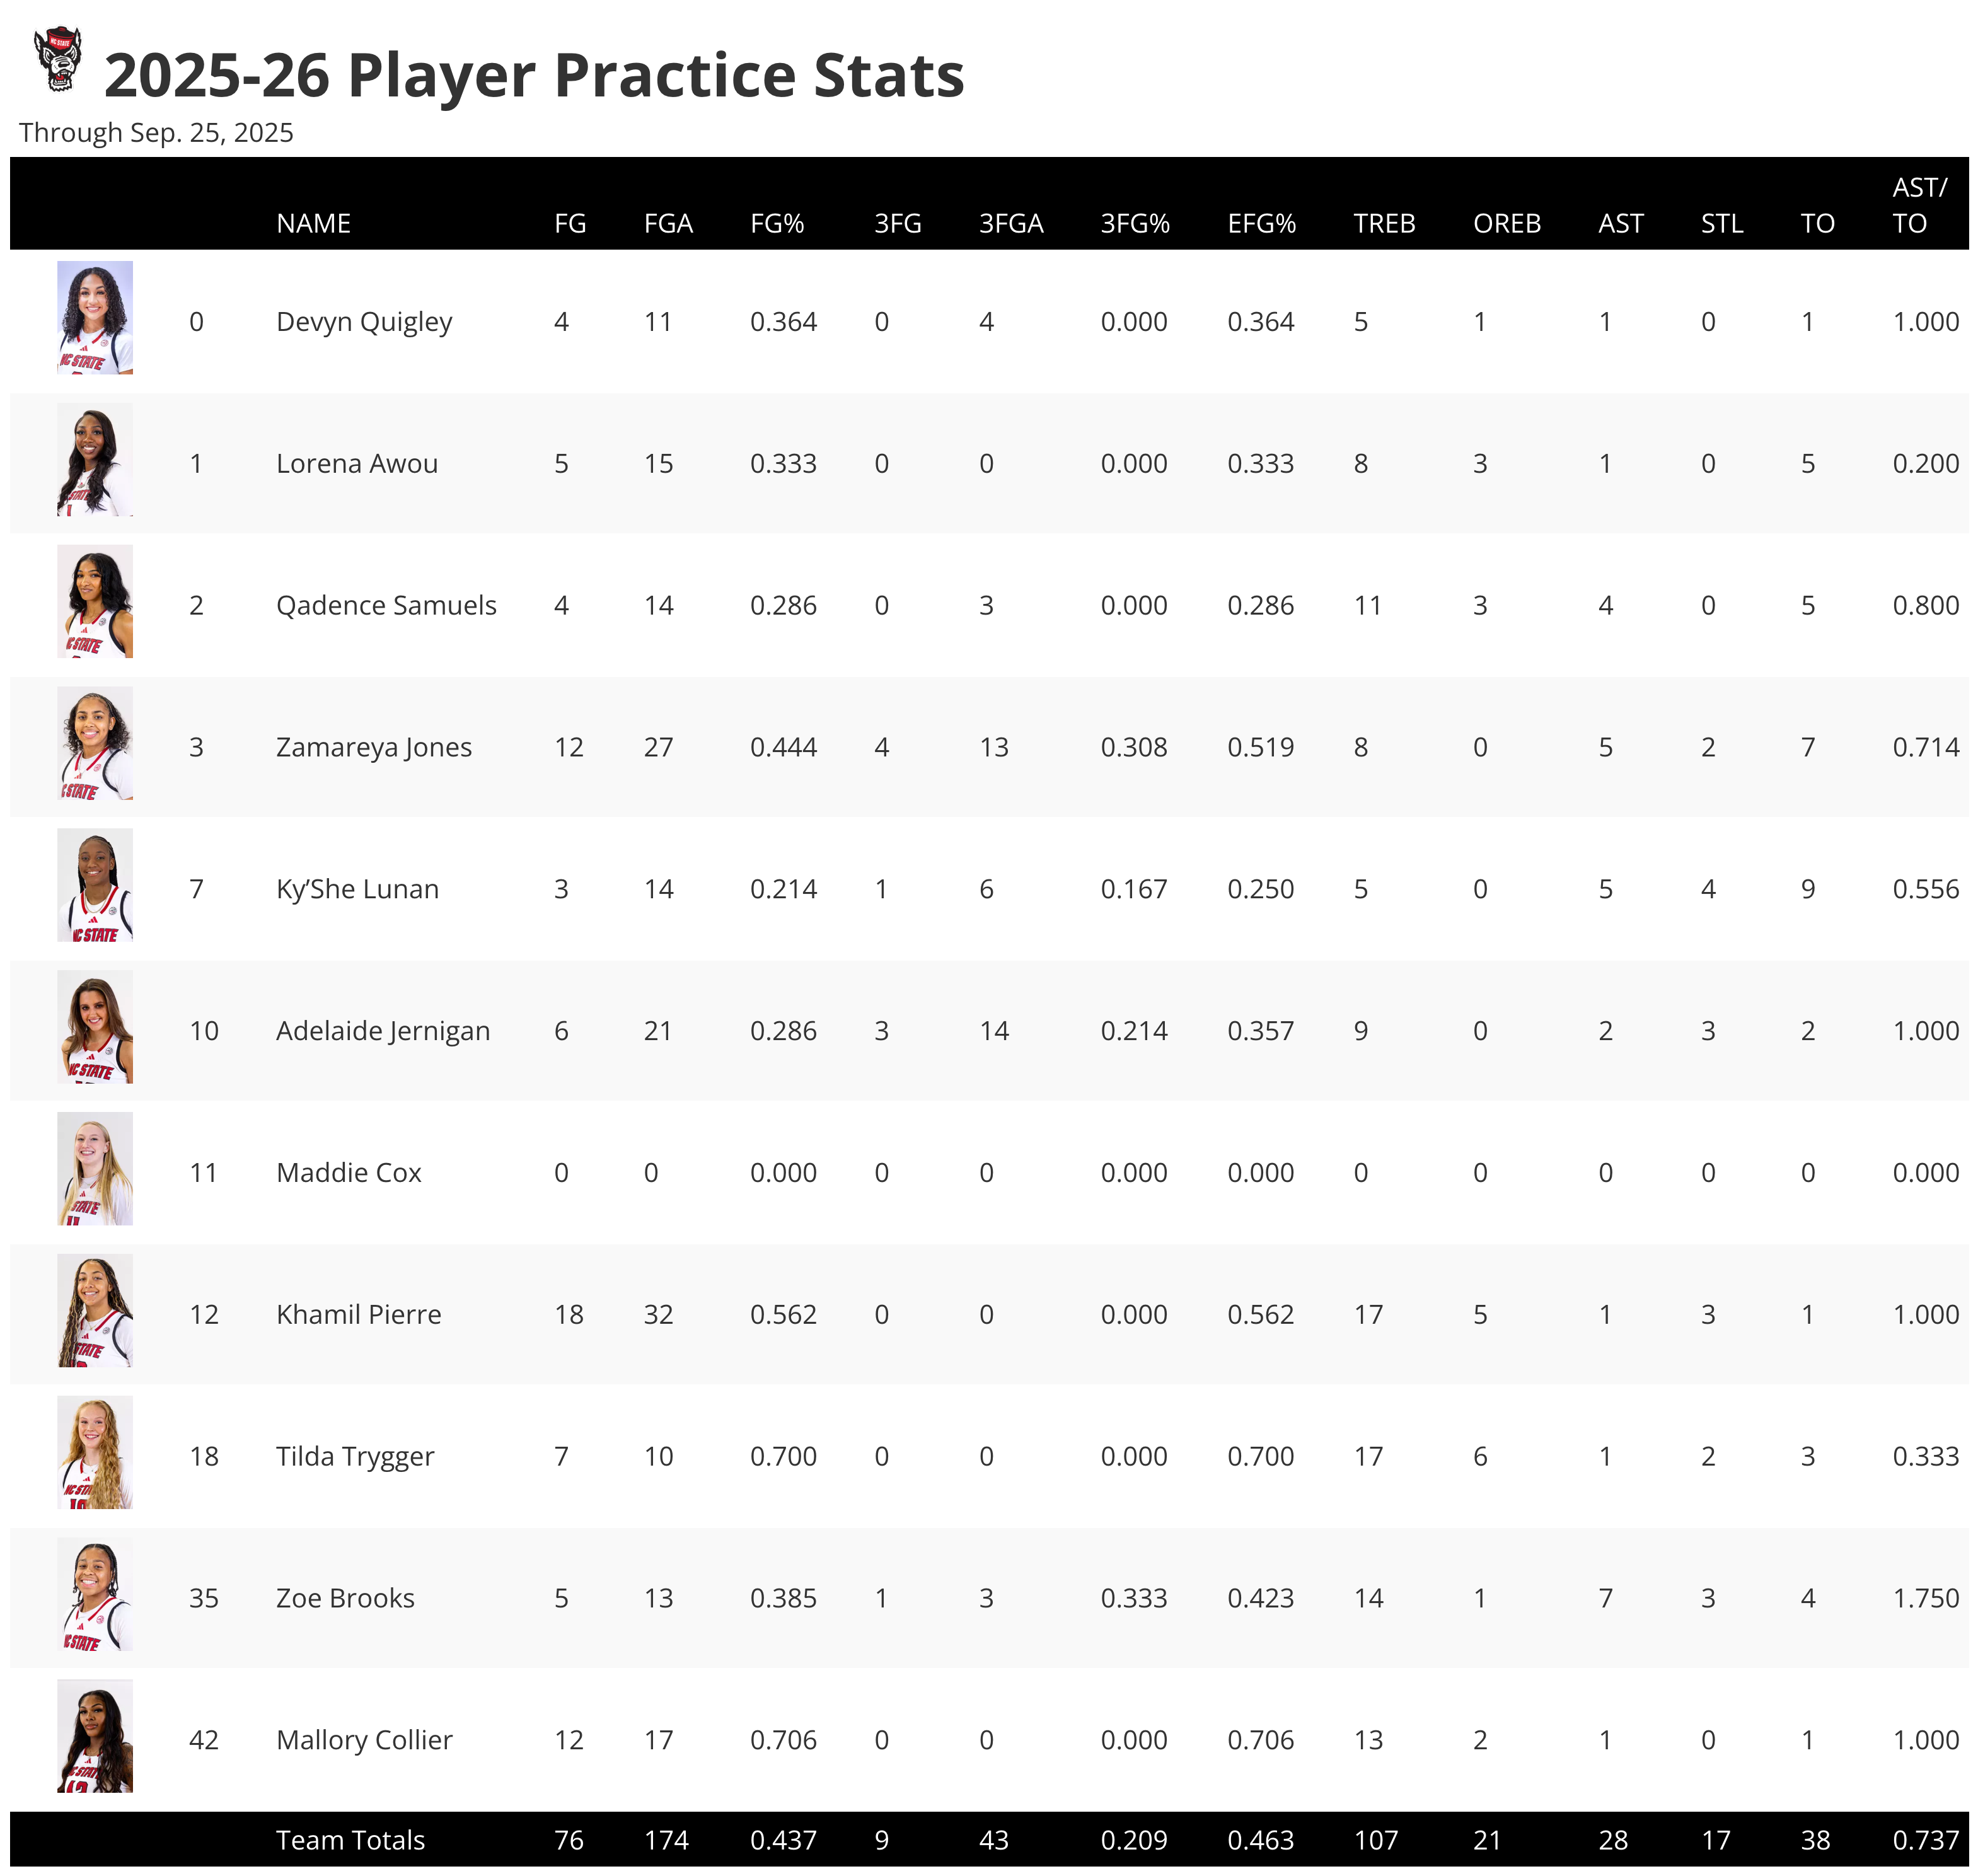 NC STATE
2025-26 Player Practice Stats
Through Sep. 25, 2025
NAME FG FGA FG% 3FG 3FGA 3FG% EFG% TREB OREB AST STL TO AST/ TO
0 Devyn Quigley 4 11 0.364 0 4 0.000 0.364 5 1 1 0 1 1.000
1 Lorena Awou 5 15 0.333 0 0 0.000 0.333 8 3 1 0 5 0.200
2 Qadence Samuels 4 14 0.286 0 3 0.000 0.286 11 3 4 0 5 0.800
3 Zamareya Jones 12 27 0.444 4 13 0.308 0.519 8 0 5 2 7 0.714
7 Ky’She Lunan 3 14 0.214 1 6 0.167 0.250 5 0 5 4 9 0.556
10 Adelaide Jernigan 6 21 0.286 3 14 0.214 0.357 9 0 2 3 2 1.000
11 Maddie Cox 0 0 0.000 0 0 0.000 0.000 0 0 0 0 0 0.000
12 Khamil Pierre 18 32 0.562 0 0 0.000 0.562 17 5 1 3 1 1.000
18 Tilda Trygger 7 10 0.700 0 0 0.000 0.700 17 6 1 2 3 0.333
35 Zoe Brooks 5 13 0.385 1 3 0.333 0.423 14 1 7 3 4 1.750
42 Mallory Collier 12 17 0.706 0 0 0.000 0.706 13 2 1 0 1 1.000
Team Totals 76 174 0.437 9 43 0.209 0.463 107 21 28 17 38 0.737